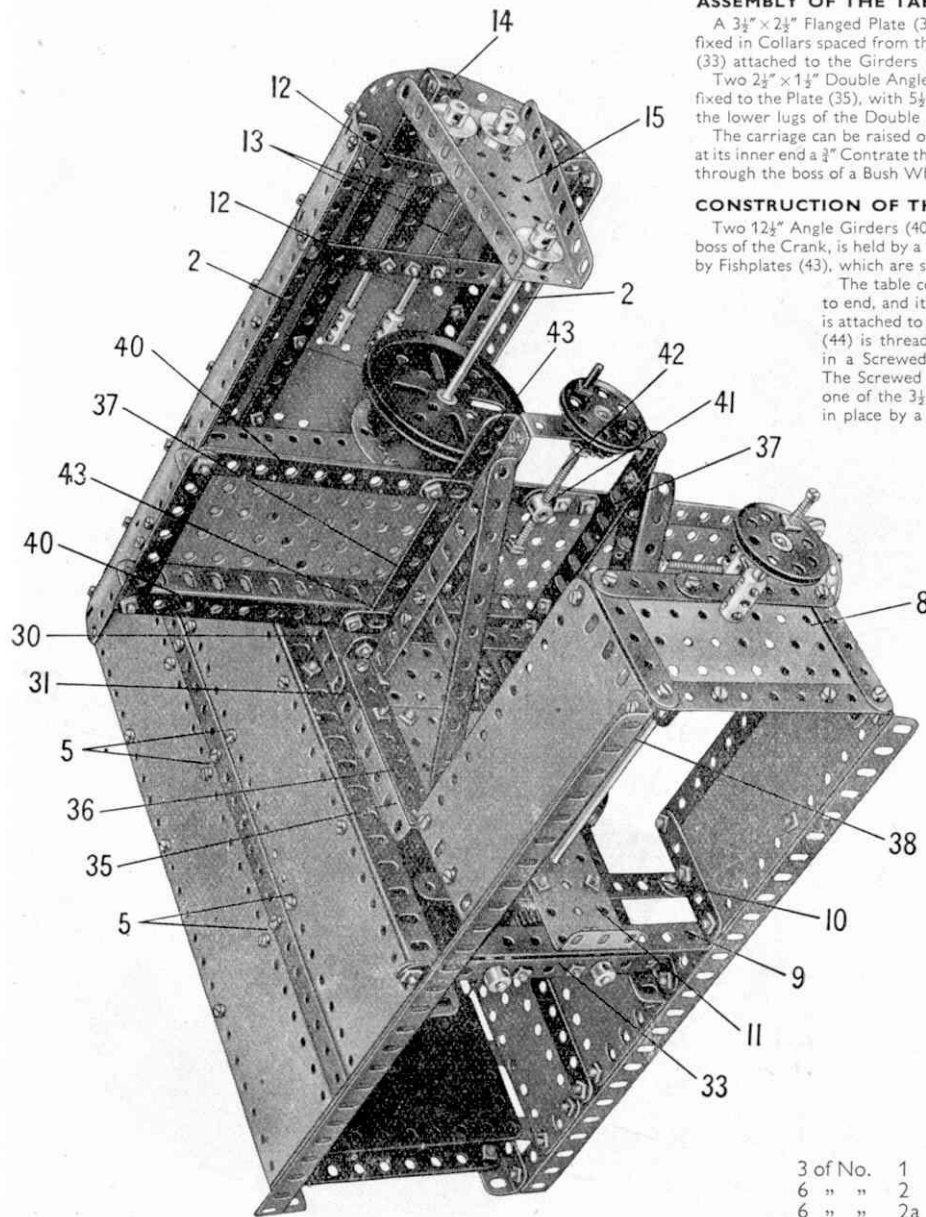 ASSEMBLY OF THE TAB
A 3½″ × 2½″ Flanged Plate (3
fixed in Collars spaced from th
(33) attached to the Girders
Two 2½″ × 1½″ Double Angle
fixed to the Plate (35), with 5½
the lower lugs of the Double
The carriage can be raised o
at its inner end a ¾″ Contrate th
through the boss of a Bush Wh
CONSTRUCTION OF TH
Two 12½″ Angle Girders (40
boss of the Crank, is held by a
by Fishplates (43), which are s
The table co
to end, and it
is attached to
(44) is thread
in a Screwed
The Screwed
one of the 3½
in place by a
14
12
15
13
12
2
2
43
40
42
41
37
37
43
40
8
30
31
5
36
38
35
10
5
9
11
33
3 of No. 1
6 ,, ,, 2
6 ,, ,, 2a